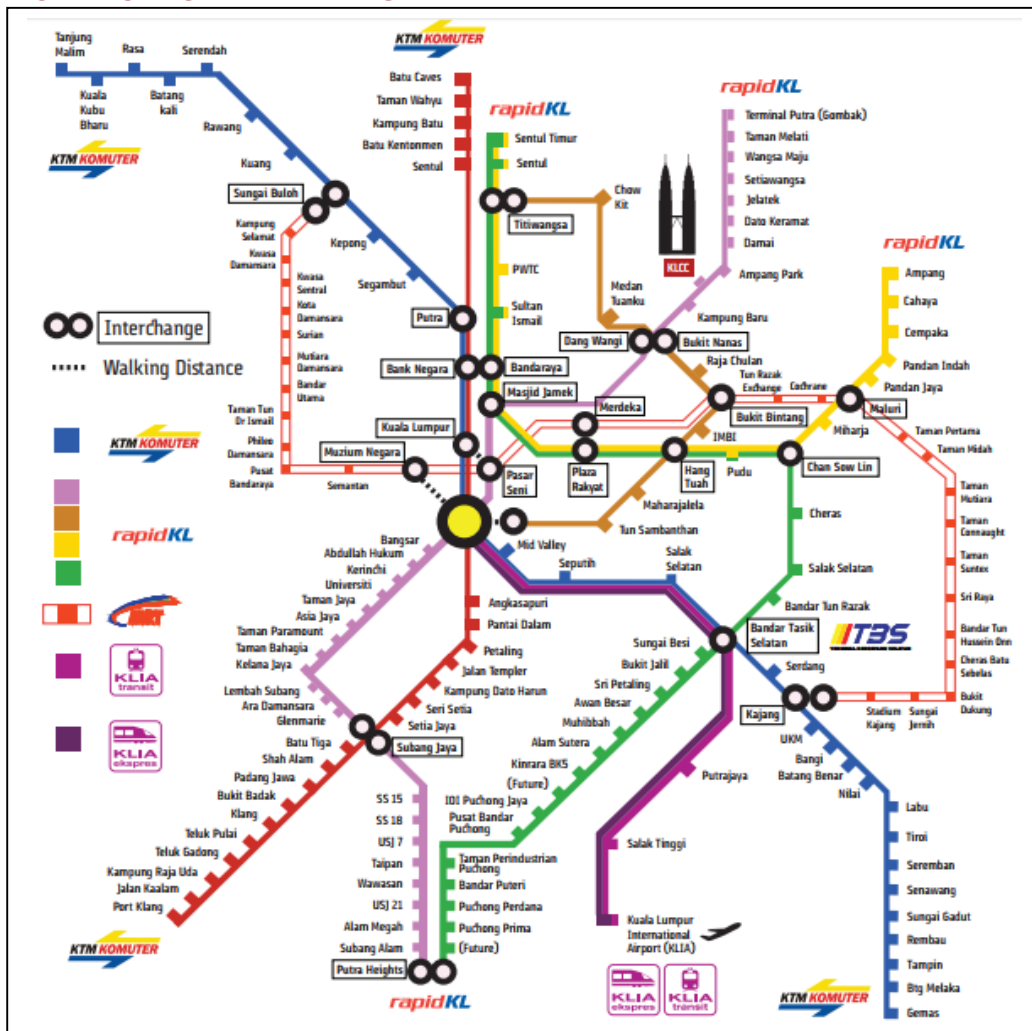 KTM KOMUTER
Tanjung
Malim
Rasa
Serendah
Kuala
Kubu
Bharu
Batang
kali
Rawang
Kuang
KTM KOMUTER
Sungai Buloh
Kepong
Segambut
Putra
Bank Negara
Kuala Lumpur
Batu Caves
Taman Wahyu
Kampung Batu
Batu Kentonmen
Sentul
rapidKL
Sentul Timur
Sentul
Titiwangsa
PWTC
Sultan
Ismail
Bandaraya
Masjid Jamek
Chow
Kit
Medan
Tuanku
KLCC
rapidKL
Terminal Putra (Gombak)
Taman Melati
Wangsa Maju
Setiawangsa
Jelatek
Dato Keramat
Damai
Ampang Park
Kampung Baru
Dang Wangi
Bukit Nanas
Raja Chulan
Tun Razak
Exchange
Cochrane
Bukit Bintang
Maluri
rapidKL
Ampang
Cahaya
Cempaka
Pandan Indah
Pandan Jaya
Miharja
Kampung
Selamat
Kwasa
Damansara
Kwasa
Sentral
Kota
Damansara
Surian
Mutiara
Damansara
Bandar
Utama
Taman Tun
Dr Ismail
Phileo
Damansara
Pusat
Bandaraya
Semantan
Muzium Negara
Pasar
Seni
Merdeka
Plaza
Rakyat
IMBI
Hang
Tuah
Pudu
Chan Sow Lin
Maharajalela
Tun Sambanthan
Taman Pertama
Taman Midah
Taman
Mutiara
Taman
Connaught
Taman
Suntex
Sri Raya
Bandar Tun
Hussein Onn
Cheras Batu
Sebelas
Bukit
Dukung
Sungai
Jernih
Stadium
Kajang
Kajang
Interchange
Walking Distance
KTM KOMUTER
rapidKL
MRT
KLIA
transit
KLIA
ekspres
Mid Valley
Seputih
Salak
Selatan
Cheras
Salak Selatan
Bandar Tun Razak
Bandar Tasik
Selatan
TBS
Serdang
UKM
Bangi
Batang Benar
Nilai
Labu
Tiroi
Seremban
Senawang
Sungai Gadut
Rembau
Tampin
Btg Melaka
Gemas
KTM KOMUTER
Bangsar
Abdullah Hukum
Kerinchi
Universiti
Taman Jaya
Asia Jaya
Taman Paramount
Taman Bahagia
Kelana Jaya
Lembah Subang
Ara Damansara
Glenmarie
Subang Jaya
SS 15
SS 18
USJ 7
Taipan
Wawasan
USJ 21
Alam Megah
Subang Alam
Putra Heights
rapidKL
Angkasapuri
Pantai Dalam
Petaling
Jalan Templer
Kampung Dato Harun
Seri Setia
Setia Jaya
Batu Tiga
Shah Alam
Padang Jawa
Bukit Badak
Klang
Teluk Pulai
Teluk Gadong
Kampung Raja Uda
Jalan Kaalam
Port Klang
KTM KOMUTER
Sungai Besi
Bukit Jalil
Sri Petaling
Awan Besar
Muhibbah
Alam Sutera
Kinrara BK5
(Future)
IOI Puchong Jaya
Pusat Bandar
Puchong
Taman Perindustrian
Puchong
Bandar Puteri
Puchong Perdana
Puchong Prima
(Future)
Putrajaya
Salak Tinggi
Kuala Lumpur
International
Airport (KLIA)
KLIA
ekspres
KLIA
transit